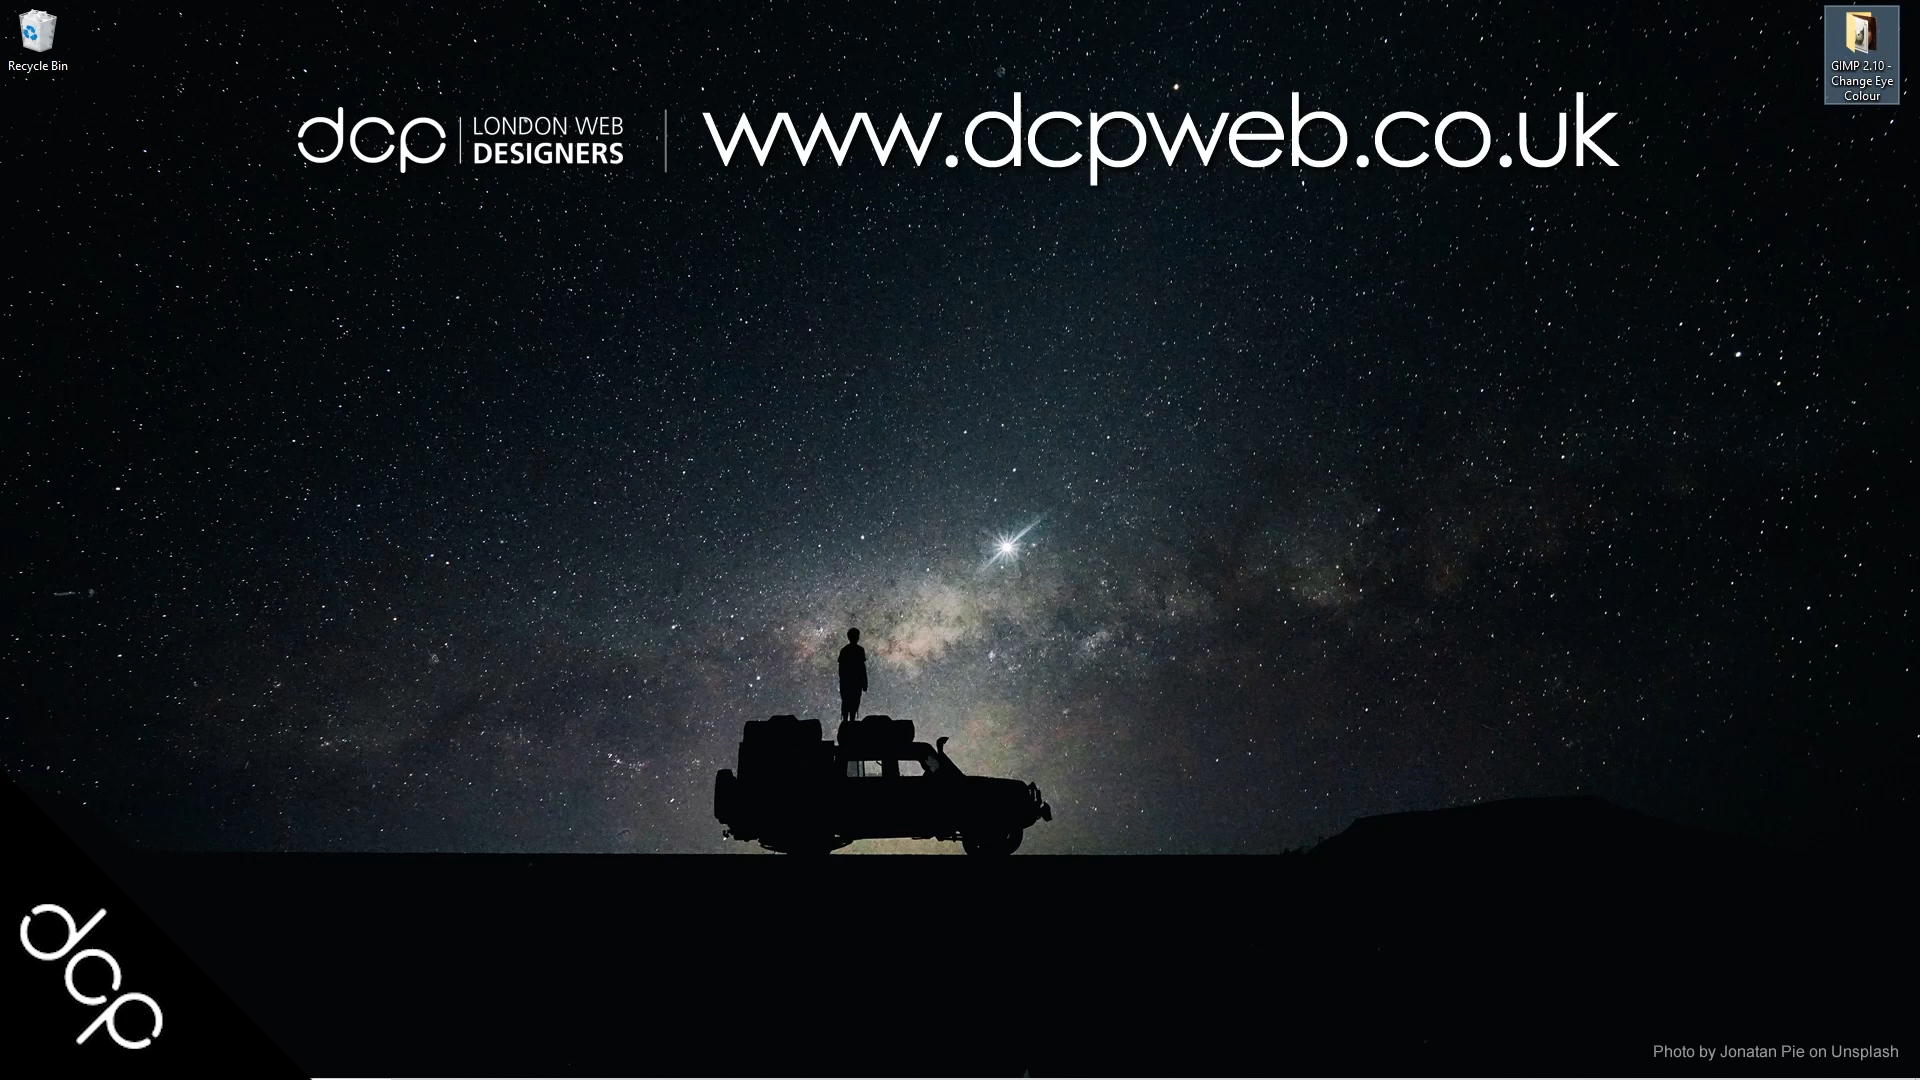 Recycle Bin
GIMP 2.10 -
Change Eye
Colour
dcp
LONDON WEB
DESIGNERS
www.dcpweb.co.uk
dcp
Photo by Jonatan Pie on Unsplash